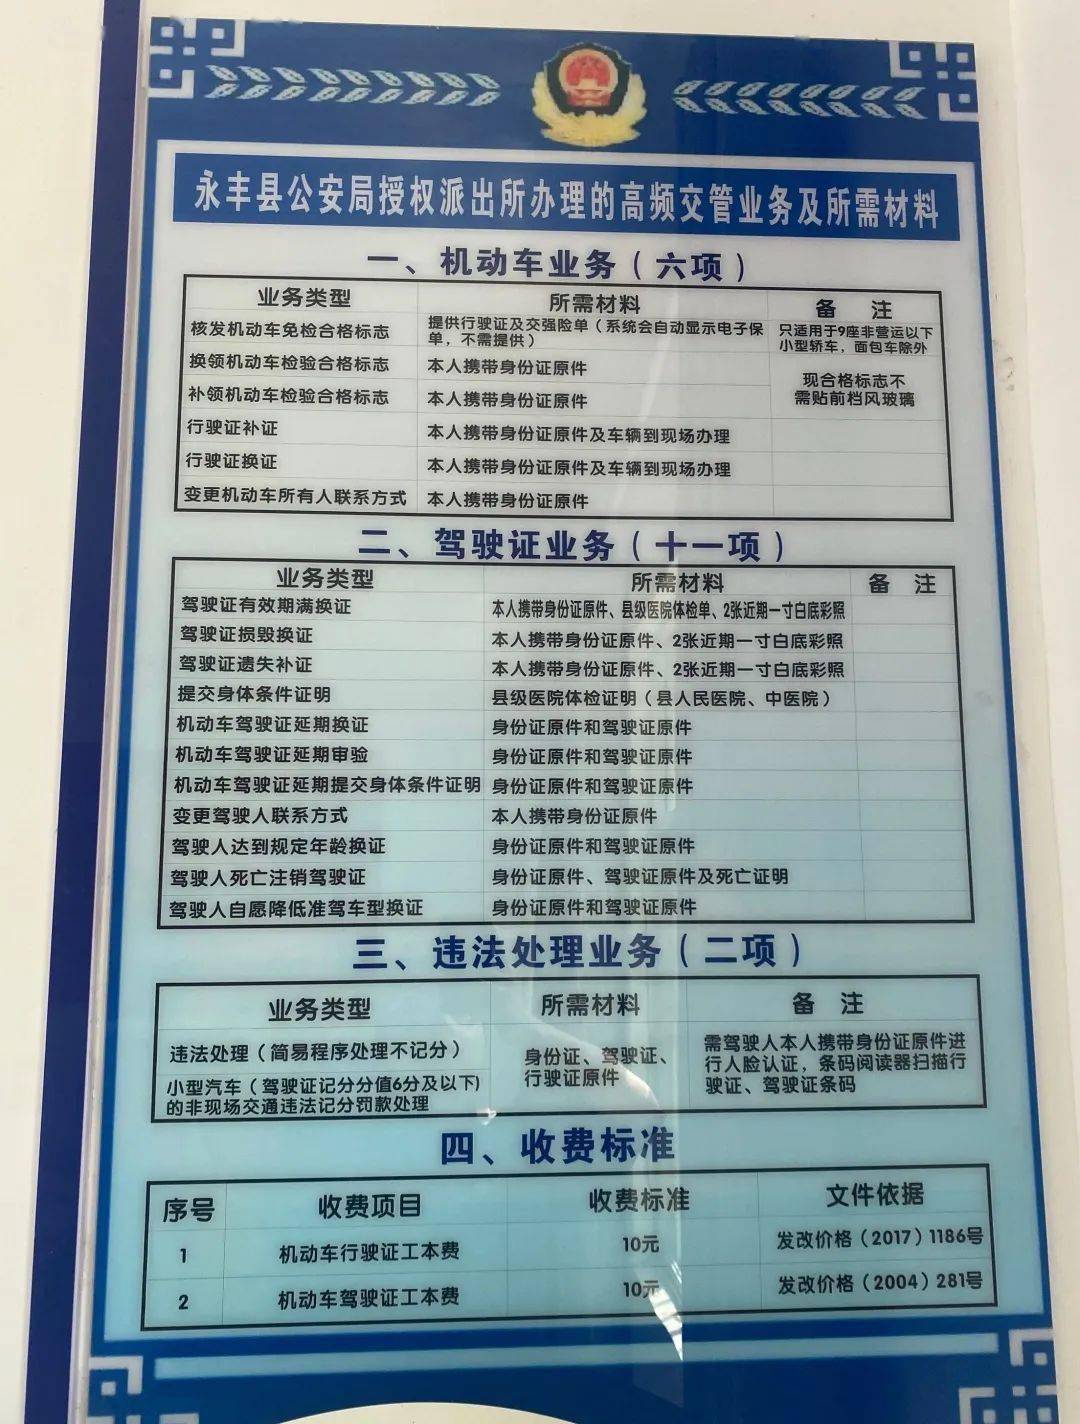 永丰县公安局授权派出所办理的高频交管业务及所需材料
一、机动车业务（六项）
业务类型 所需材料 备 注
核发机动车免检合格标志 提供行驶证及交强险单（系统会自动显示电子保单，不需提供） 只适用于9座非营运以下小型轿车，面包车除外
换领机动车检验合格标志 本人携带身份证原件 现合格标志不需贴前档风玻璃
补领机动车检验合格标志 本人携带身份证原件
行驶证补证 本人携带身份证原件及车辆到现场办理
行驶证换证 本人携带身份证原件及车辆到现场办理
变更机动车所有人联系方式 本人携带身份证原件
二、驾驶证业务（十一项）
业务类型 所需材料 备 注
驾驶证有效期满换证 本人携带身份证原件、县级医院体检单、2张近期一寸白底彩照
驾驶证损毁换证 本人携带身份证原件、2张近期一寸白底彩照
驾驶证遗失补证 本人携带身份证原件、2张近期一寸白底彩照
提交身体条件证明 县级医院体检证明（县人民医院、中医院）
机动车驾驶证延期换证 身份证原件和驾驶证原件
机动车驾驶证延期审验 身份证原件和驾驶证原件
机动车驾驶证延期提交身体条件证明 身份证原件和驾驶证原件
变更驾驶人联系方式 本人携带身份证原件
驾驶人达到规定年龄换证 身份证原件和驾驶证原件
驾驶人死亡注销驾驶证 身份证原件、驾驶证原件及死亡证明
驾驶人自愿降低准驾车型换证 身份证原件和驾驶证原件
三、违法处理业务（二项）
业务类型 所需材料 备 注
违法处理（简易程序处理不记分） 身份证、驾驶证、行驶证原件 需驾驶人本人携带身份证原件进行人脸认证，条码阅读器扫描行驶证、驾驶证条码
小型汽车（驾驶证记分分值6分及以下)
的非现场交通违法记分罚款处理
四、收费标准
序号 收费项目 收费标准 文件依据
1 机动车行驶证工本费 10元 发改价格（2017）1186号
2 机动车驾驶证工本费 10元 发改价格（2004）281号